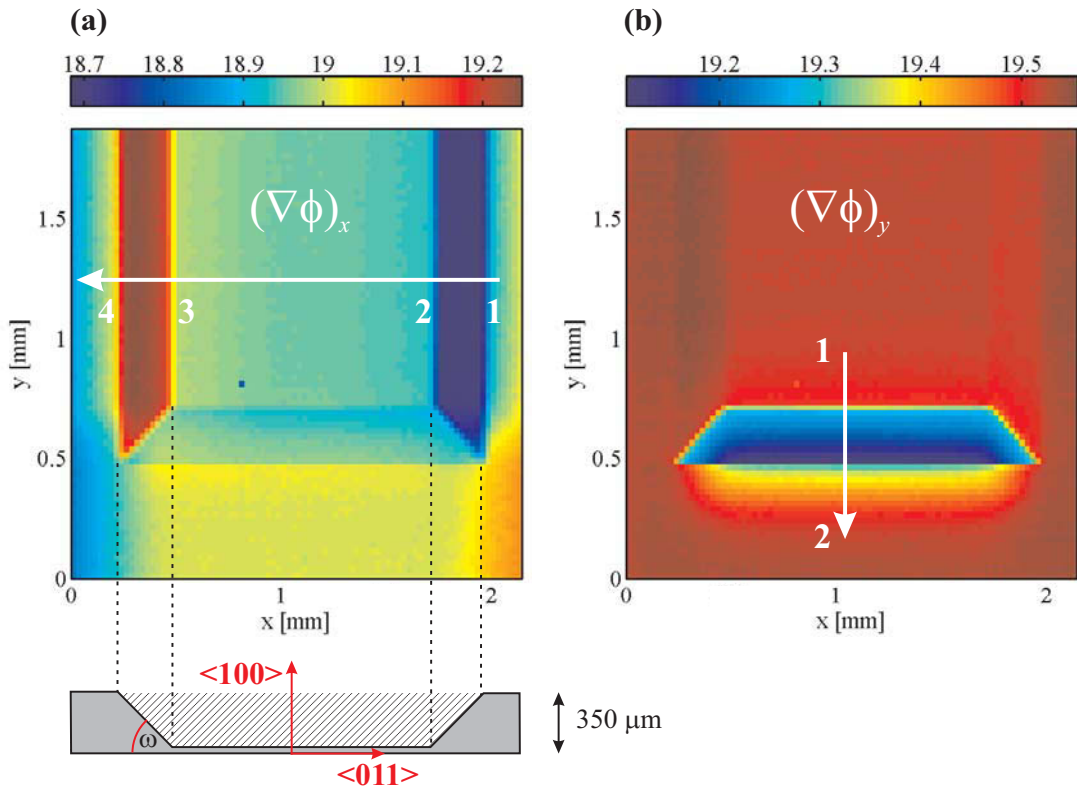 (a)
18.7 18.8 18.9 19 19.1 19.2
(∇ϕ)x
1.5
1
0.5
0
y [mm]
4 3 2 1
0 1 2
x [mm]
(b)
19.2 19.3 19.4 19.5
(∇ϕ)y
1.5
1
0.5
0
y [mm]
1
2
0 1 2
x [mm]
<100>
ω
<011>
350 μm